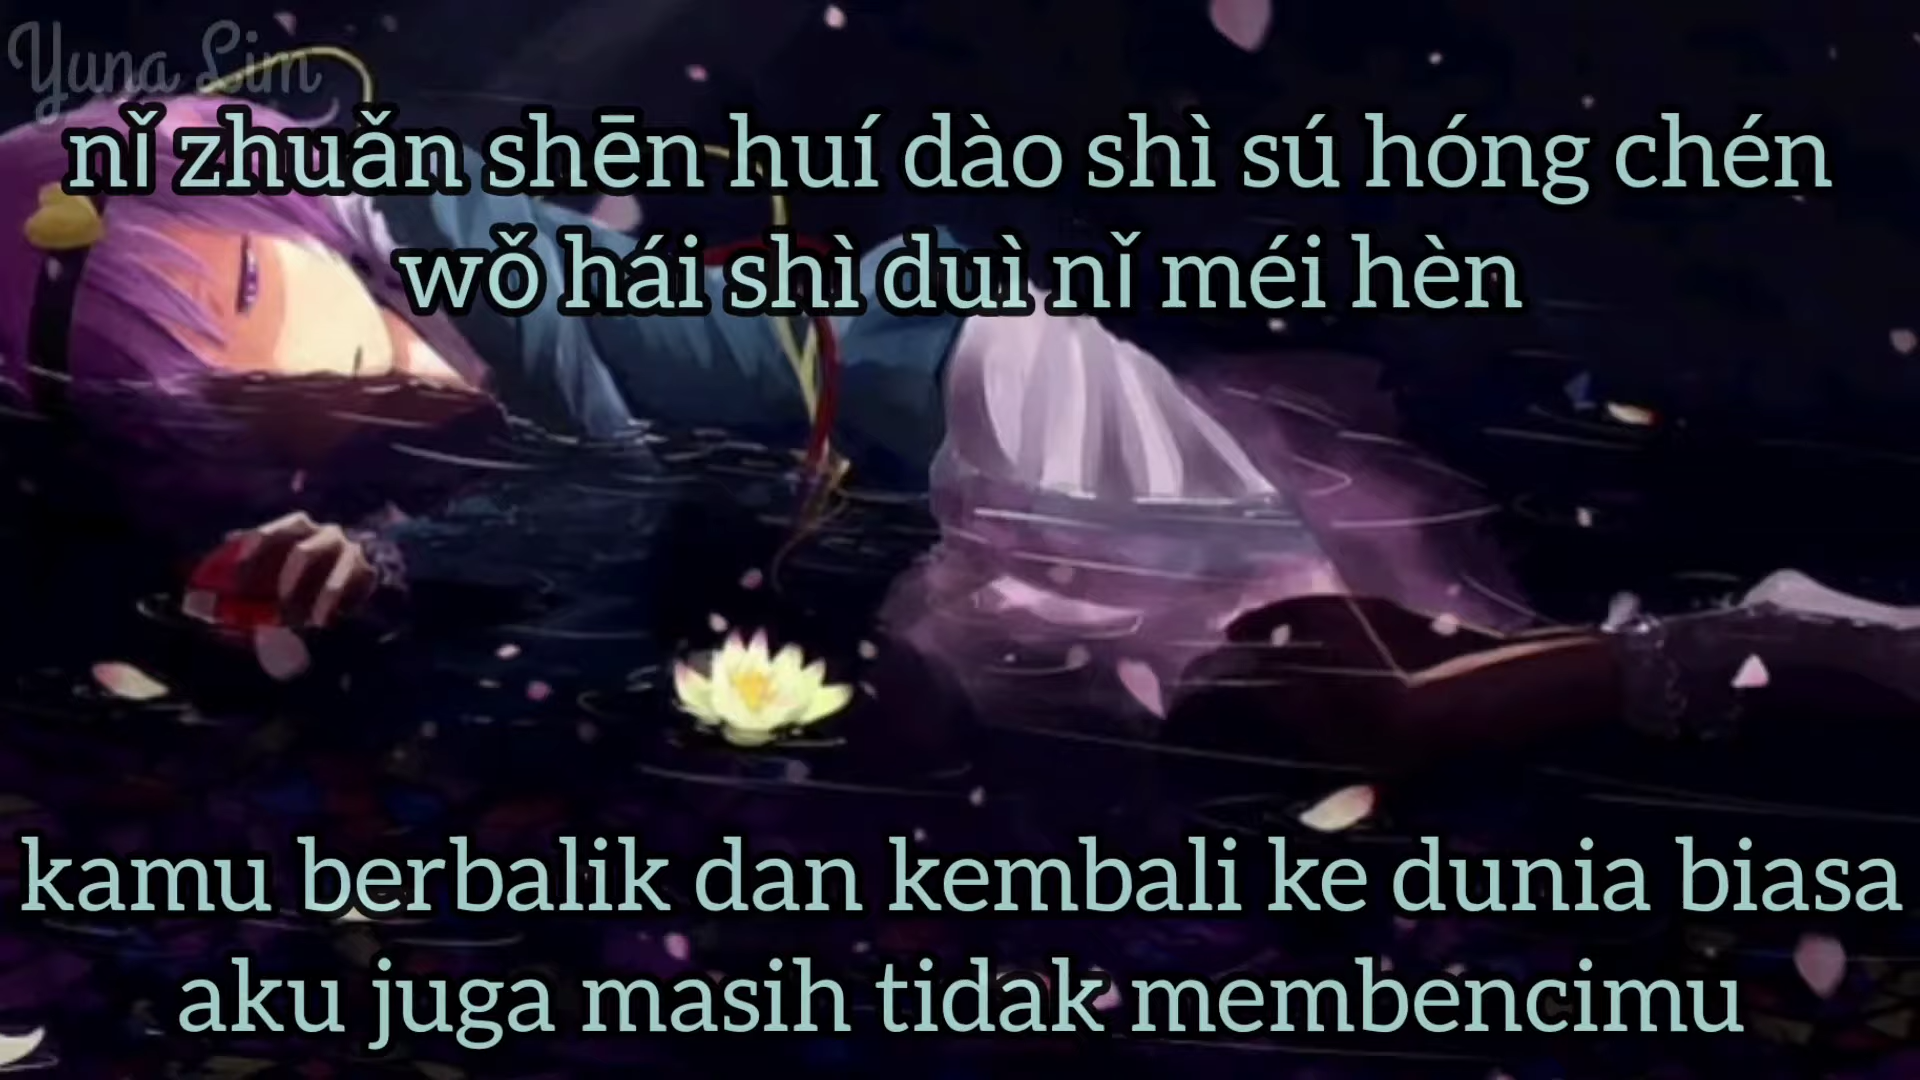 Yuna Lim
nǐ zhuǎn shēn huí dào shì sú hóng chén
wǒ hái shì duì nǐ méi hèn
kamu berbalik dan kembali ke dunia biasa
aku juga masih tidak membencimu